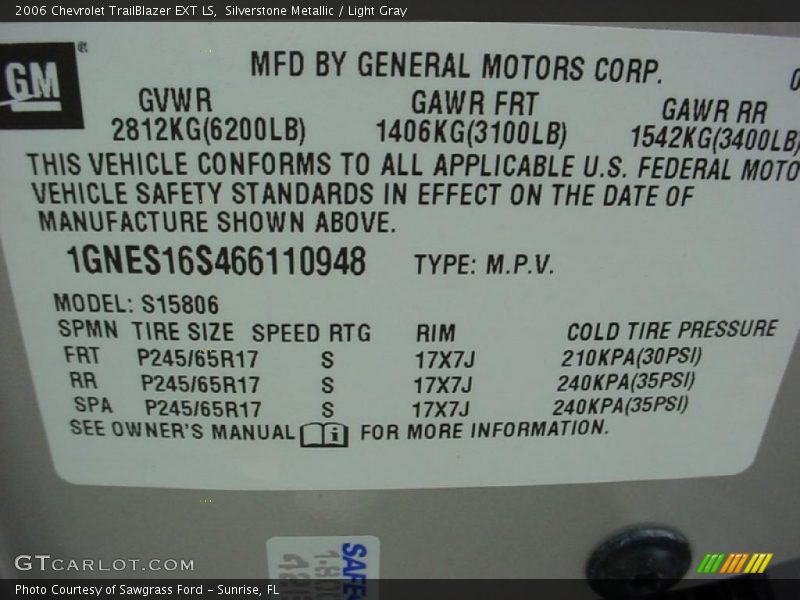 2006 Chevrolet TrailBlazer EXT LS,  Silverstone Metallic / Light Gray
GM®
MFD BY GENERAL MOTORS CORP.
GVWR GAWR FRT GAWR RR
2812KG(6200LB) 1406KG(3100LB) 1542KG(3400LB)
THIS VEHICLE CONFORMS TO ALL APPLICABLE U.S. FEDERAL MOTO
VEHICLE SAFETY STANDARDS IN EFFECT ON THE DATE OF
MANUFACTURE SHOWN ABOVE.
1GNES16S466110948 TYPE: M.P.V.
MODEL: S15806
SPMN TIRE SIZE SPEED RTG RIM COLD TIRE PRESSURE
FRT P245/65R17 S 17X7J 210KPA(30PSI)
RR P245/65R17 S 17X7J 240KPA(35PSI)
SPA P245/65R17 S 17X7J 240KPA(35PSI)
SEE OWNER'S MANUAL FOR MORE INFORMATION.
SAFE
GTCARLOT.COM
Photo Courtesy of Sawgrass Ford - Sunrise, FL